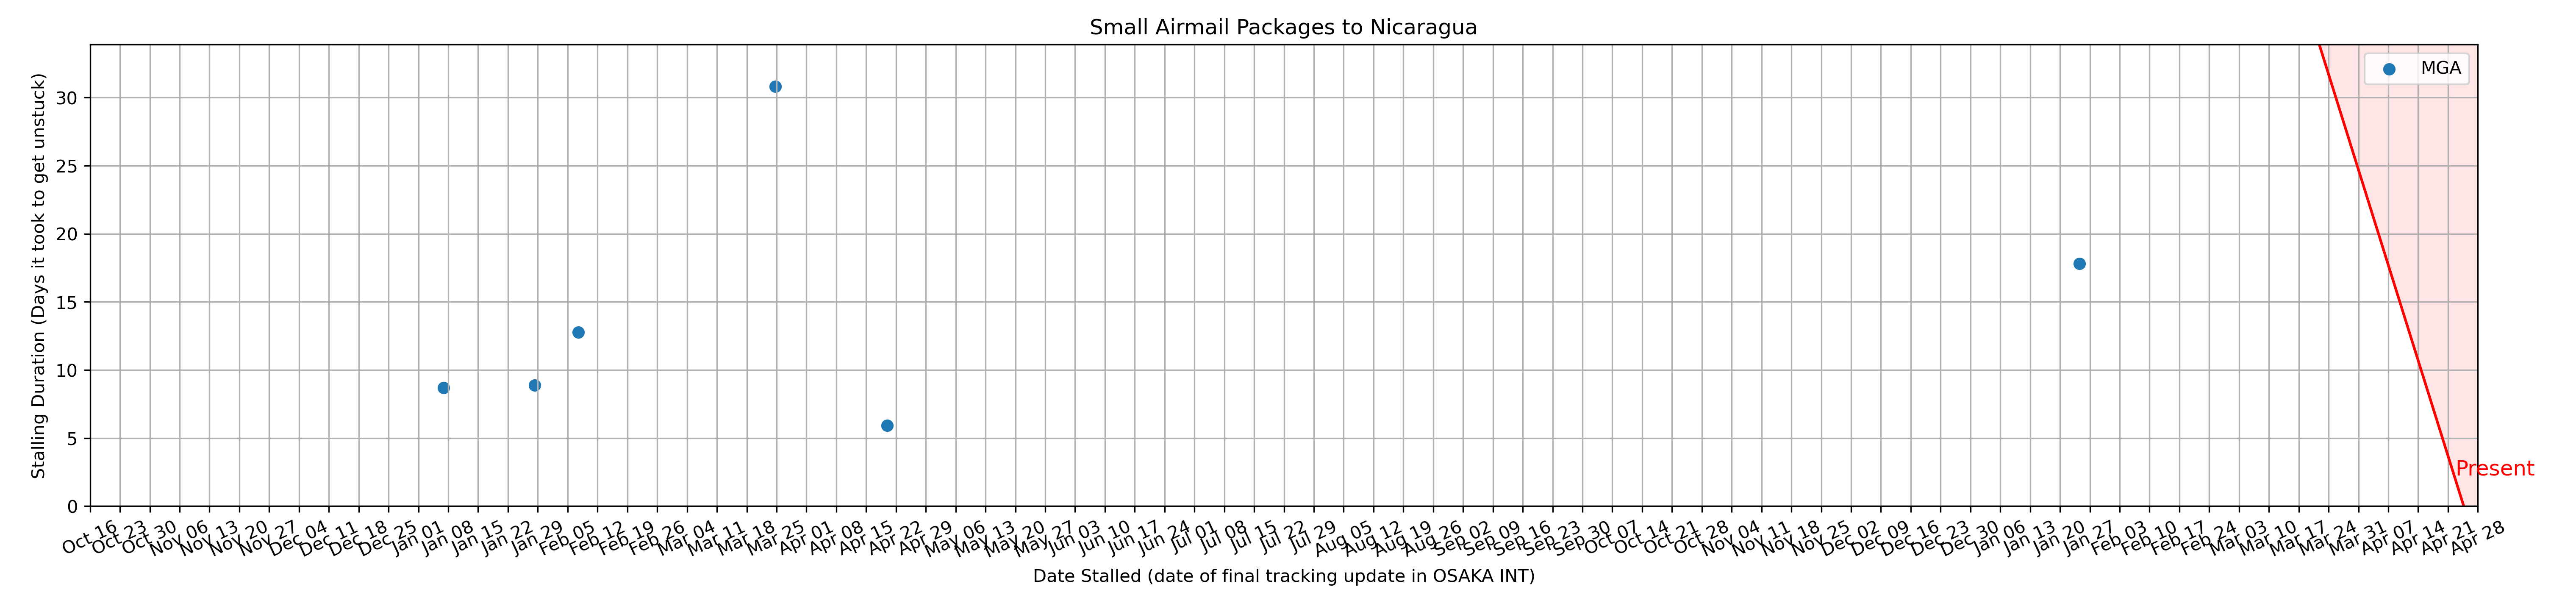 Small Airmail Packages to Nicaragua
MGA
Stalling Duration (Days it took to get unstuck)
30
25
20
15
10
5
0
Present
Oct 16 Oct 23 Oct 30 Nov 06 Nov 13 Nov 20 Nov 27 Dec 04 Dec 11 Dec 18 Dec 25 Jan 01 Jan 08 Jan 15 Jan 22 Jan 29 Feb 05 Feb 12 Feb 19 Feb 26 Mar 04 Mar 11 Mar 18 Mar 25 Apr 01 Apr 08 Apr 15 Apr 22 Apr 29 May 06 May 13 May 20 May 27 Jun 03 Jun 10 Jun 17 Jun 24 Jul 01 Jul 08 Jul 15 Jul 22 Jul 29 Aug 05 Aug 12 Aug 19 Aug 26 Sep 02 Sep 09 Sep 16 Sep 23 Sep 30 Oct 07 Oct 14 Oct 21 Oct 28 Nov 04 Nov 11 Nov 18 Nov 25 Dec 02 Dec 09 Dec 16 Dec 23 Dec 30 Jan 06 Jan 13 Jan 20 Jan 27 Feb 03 Feb 10 Feb 17 Feb 24 Mar 03 Mar 10 Mar 17 Mar 24 Mar 31 Apr 07 Apr 14 Apr 21 Apr 28
Date Stalled (date of final tracking update in OSAKA INT)